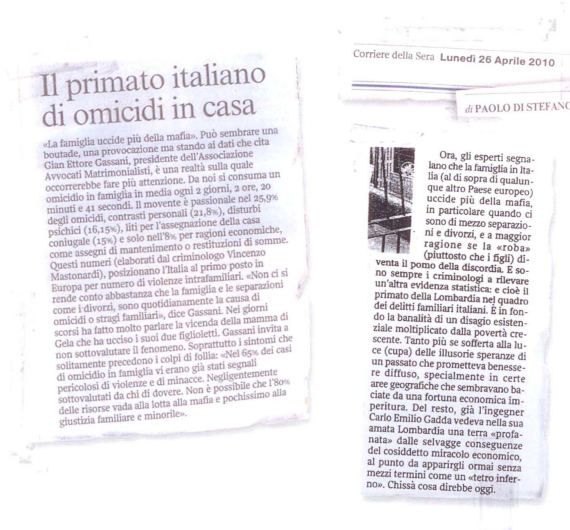 Il primato italiano
di omicidi in casa
«La famiglia uccide più della mafia». Può sembrare una
boutade, una provocazione ma stando ai dati che cita
Gian Ettore Gassani, presidente dell'Associazione
Avvocati Matrimonialisti, è una realtà sulla quale
occorrerebbe fare più attenzione. Da noi si consuma un
omicidio in famiglia in media ogni 2 giorni, 2 ore, 20
minuti e 41 secondi. Il movente è passionale nel 25,9%
degli omicidi, contrasti personali (21,8%), disturbi
psichici (16,15%), liti per l'assegnazione della casa
coniugale (15%) e solo nell'8% per ragioni economiche,
come assegni di mantenimento o restituzioni di somme.
Questi numeri (elaborati dal criminologo Vincenzo
Mastonardi), posizionano l'Italia al primo posto in
Europa per numero di violenze intrafamiliari. «Non ci si
rende conto abbastanza che la famiglia e le separazioni
come i divorzi, sono quotidianamente la causa di
omicidi o stragi familiari», dice Gassani. Nei giorni
scorsi ha fatto molto parlare la vicenda della mamma di
Gela che ha ucciso i suoi due figlioletti. Gassani invita a
non sottovalutare il fenomeno. Soprattutto i sintomi che
solitamente precedono i colpi di follia: «Nel 65% dei casi
di omicidio in famiglia vi erano già stati segnali
pericolosi di violenze e di minacce. Negligentemente
sottovalutati da chi di dovere. Non è possibile che l'80%
delle risorse vada alla lotta alla mafia e pochissimo alla
giustizia familiare e minorile».
Corriere della Sera Lunedì 26 Aprile 2010
di PAOLO DI STEFANO
Ora, gli esperti segna-
lano che la famiglia in Ita-
lia (al di sopra di qualun-
que altro Paese europeo)
uccide più della mafia,
in particolare quando ci
sono di mezzo separazio-
ni e divorzi, e a maggior
ragione se la «roba»
(piuttosto che i figli) di-
venta il pomo della discordia. E so-
no sempre i criminologi a rilevare
un'altra evidenza statistica: e cioè il
primato della Lombardia nel quadro
dei delitti familiari italiani. È in fon-
do la banalità di un disagio esisten-
ziale moltiplicato dalla povertà cre-
scente. Tanto più se sofferta alla lu-
ce (cupa) delle illusorie speranze di
un passato che prometteva benesse-
re diffuso, specialmente in certe
aree geografiche che sembravano ba-
ciate da una fortuna economica im-
peritura. Del resto, già l'ingegner
Carlo Emilio Gadda vedeva nella sua
amata Lombardia una terra «profa-
nata» dalle selvagge conseguenze
del cosiddetto miracolo economico,
al punto da apparirgli ormai senza
mezzi termini come un «tetro infer-
no». Chissà cosa direbbe oggi.